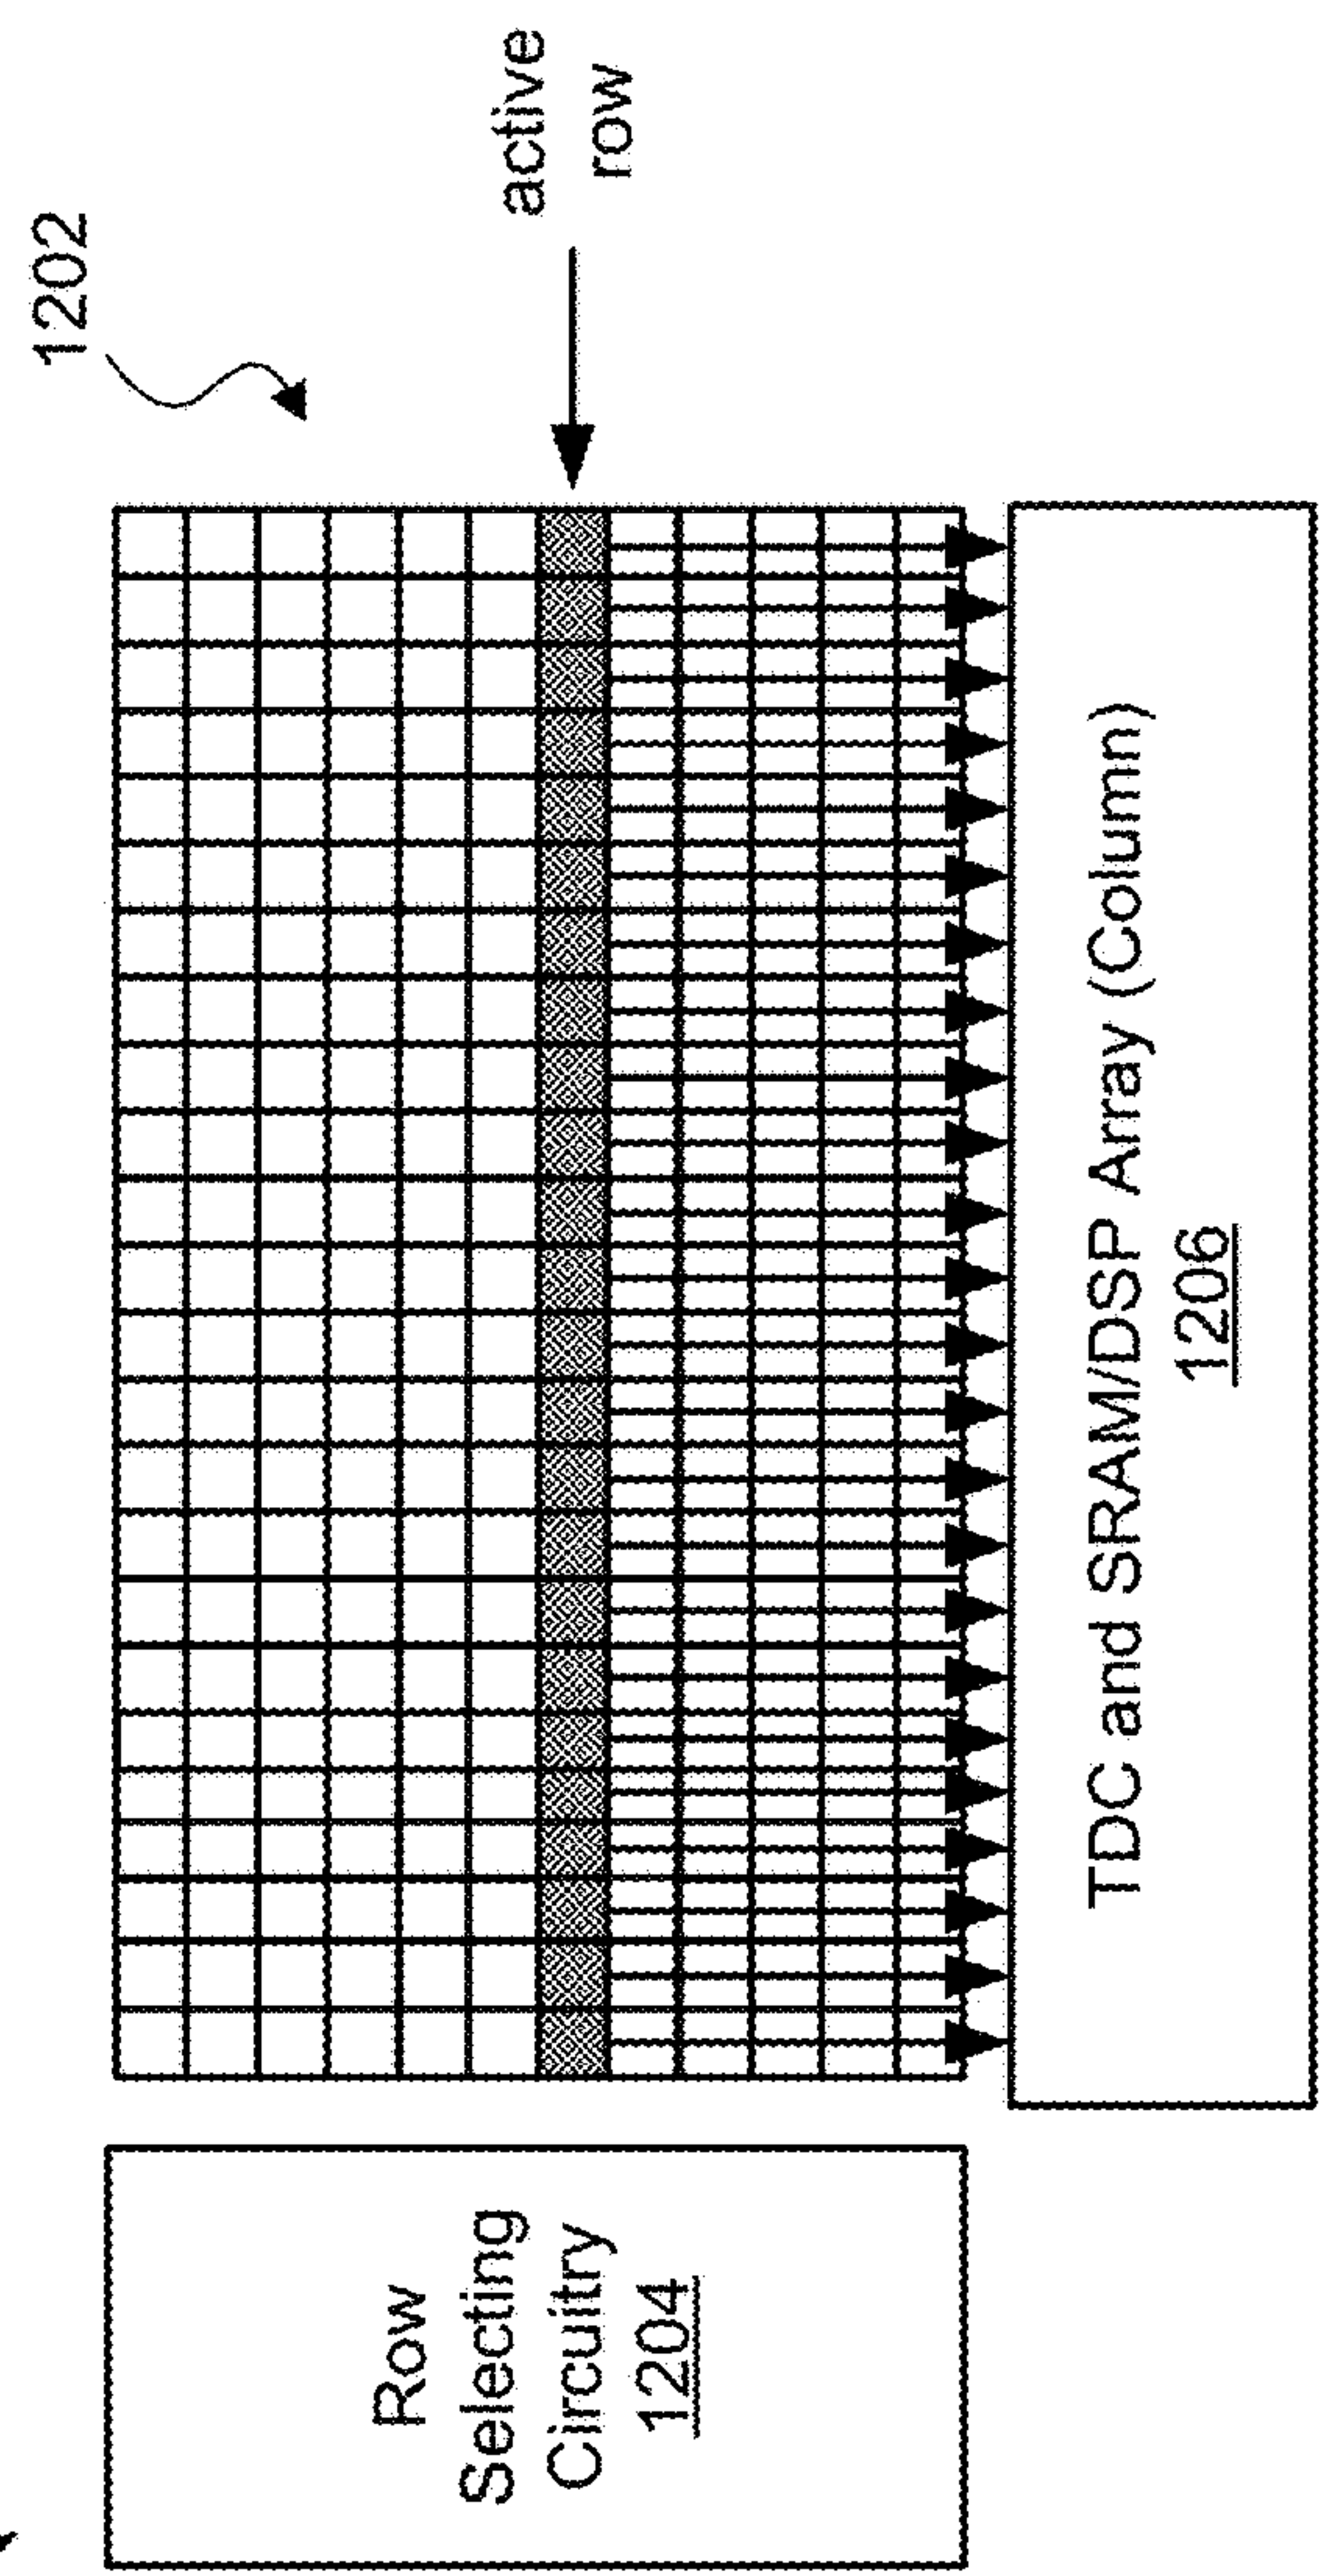 1202
active
row
Row
Selecting
Circuitry
1204
TDC and SRAM/DSP Array (Column)
1206